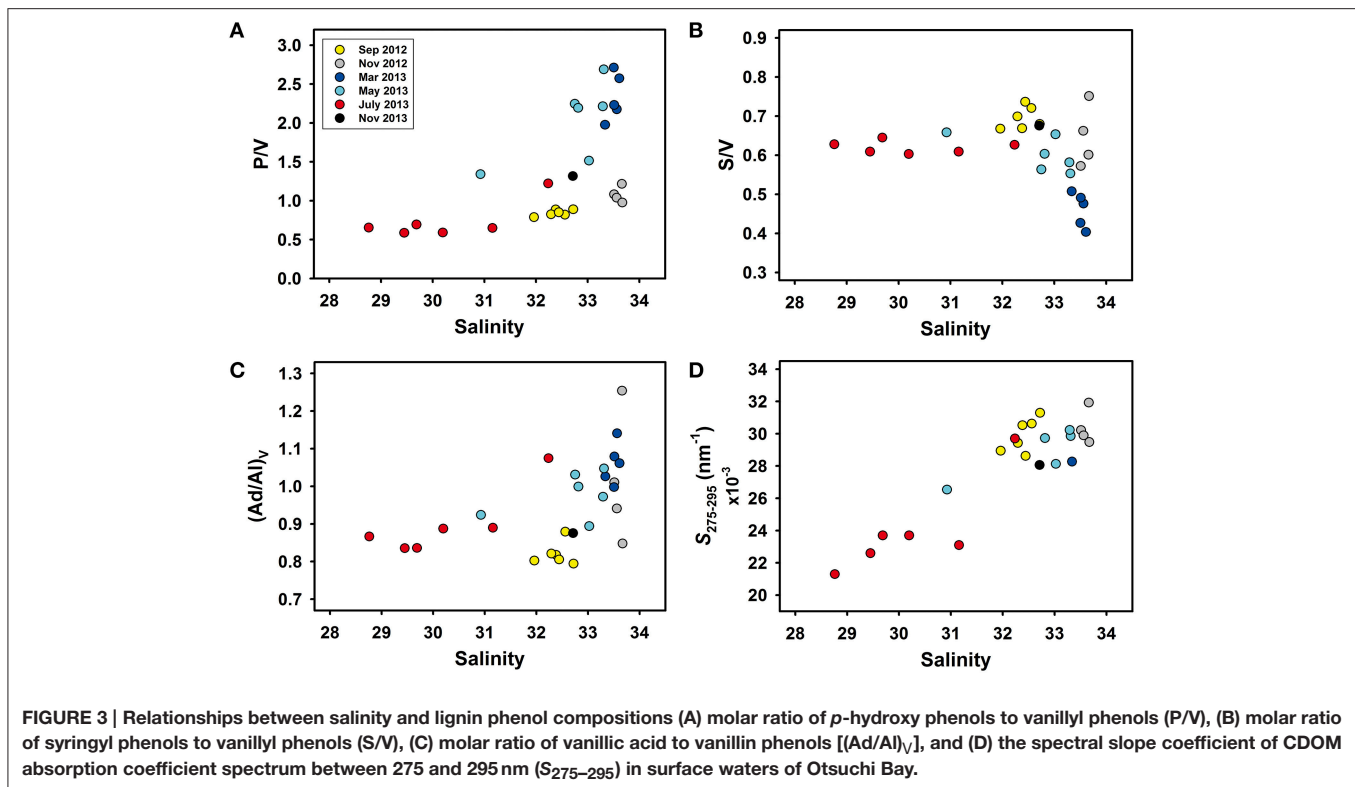 A
3.0
2.5
2.0
1.5
1.0
0.5
0.0
P/V
Sep 2012
Nov 2012
Mar 2013
May 2013
July 2013
Nov 2013
28 29 30 31 32 33 34
Salinity
B
0.9
0.8
0.7
0.6
0.5
0.4
0.3
S/V
28 29 30 31 32 33 34
Salinity
C
1.3
1.2
1.1
1.0
0.9
0.8
0.7
(Ad/Al)V
28 29 30 31 32 33 34
Salinity
D
34
32
30
28
26
24
22
20
S275-295 (nm-1)
x10-3
28 29 30 31 32 33 34
Salinity
FIGURE 3 | Relationships between salinity and lignin phenol compositions (A) molar ratio of p-hydroxy phenols to vanillyl phenols (P/V), (B) molar ratio
of syringyl phenols to vanillyl phenols (S/V), (C) molar ratio of vanillic acid to vanillin phenols [(Ad/Al)V], and (D) the spectral slope coefficient of CDOM
absorption coefficient spectrum between 275 and 295 nm (S275–295) in surface waters of Otsuchi Bay.